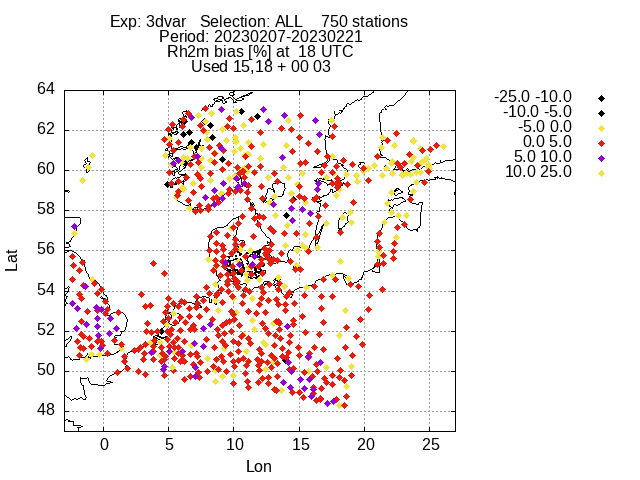 Exp: 3dvar Selection: ALL 750 stations
Period: 20230207-20230221
Rh2m bias [%] at 18 UTC
Used 15,18 + 00 03
-25.0 -10.0
-10.0 -5.0
-5.0 0.0
0.0 5.0
5.0 10.0
10.0 25.0
64
62
60
58
56
54
52
50
48
Lat
0 5 10 15 20 25
Lon